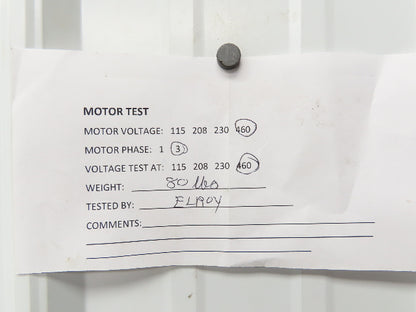 MOTOR TEST
MOTOR VOLTAGE: 115 208 230 460
MOTOR PHASE: 1 3
VOLTAGE TEST AT: 115 208 230 460
WEIGHT: 80 lbs
TESTED BY: ELROY
COMMENTS: